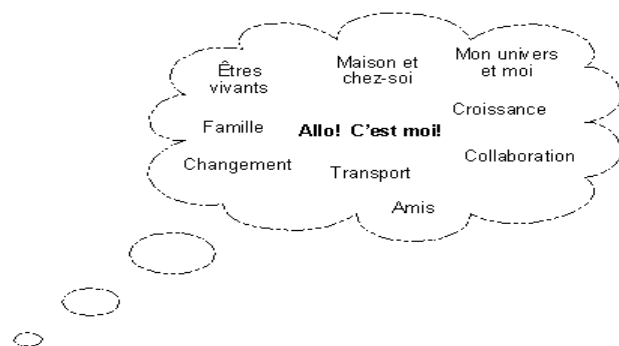 Êtres
vivants
Maison et
chez-soi
Mon univers
et moi
Croissance
Famille
Allo! C'est moi!
Changement
Transport
Collaboration
Amis